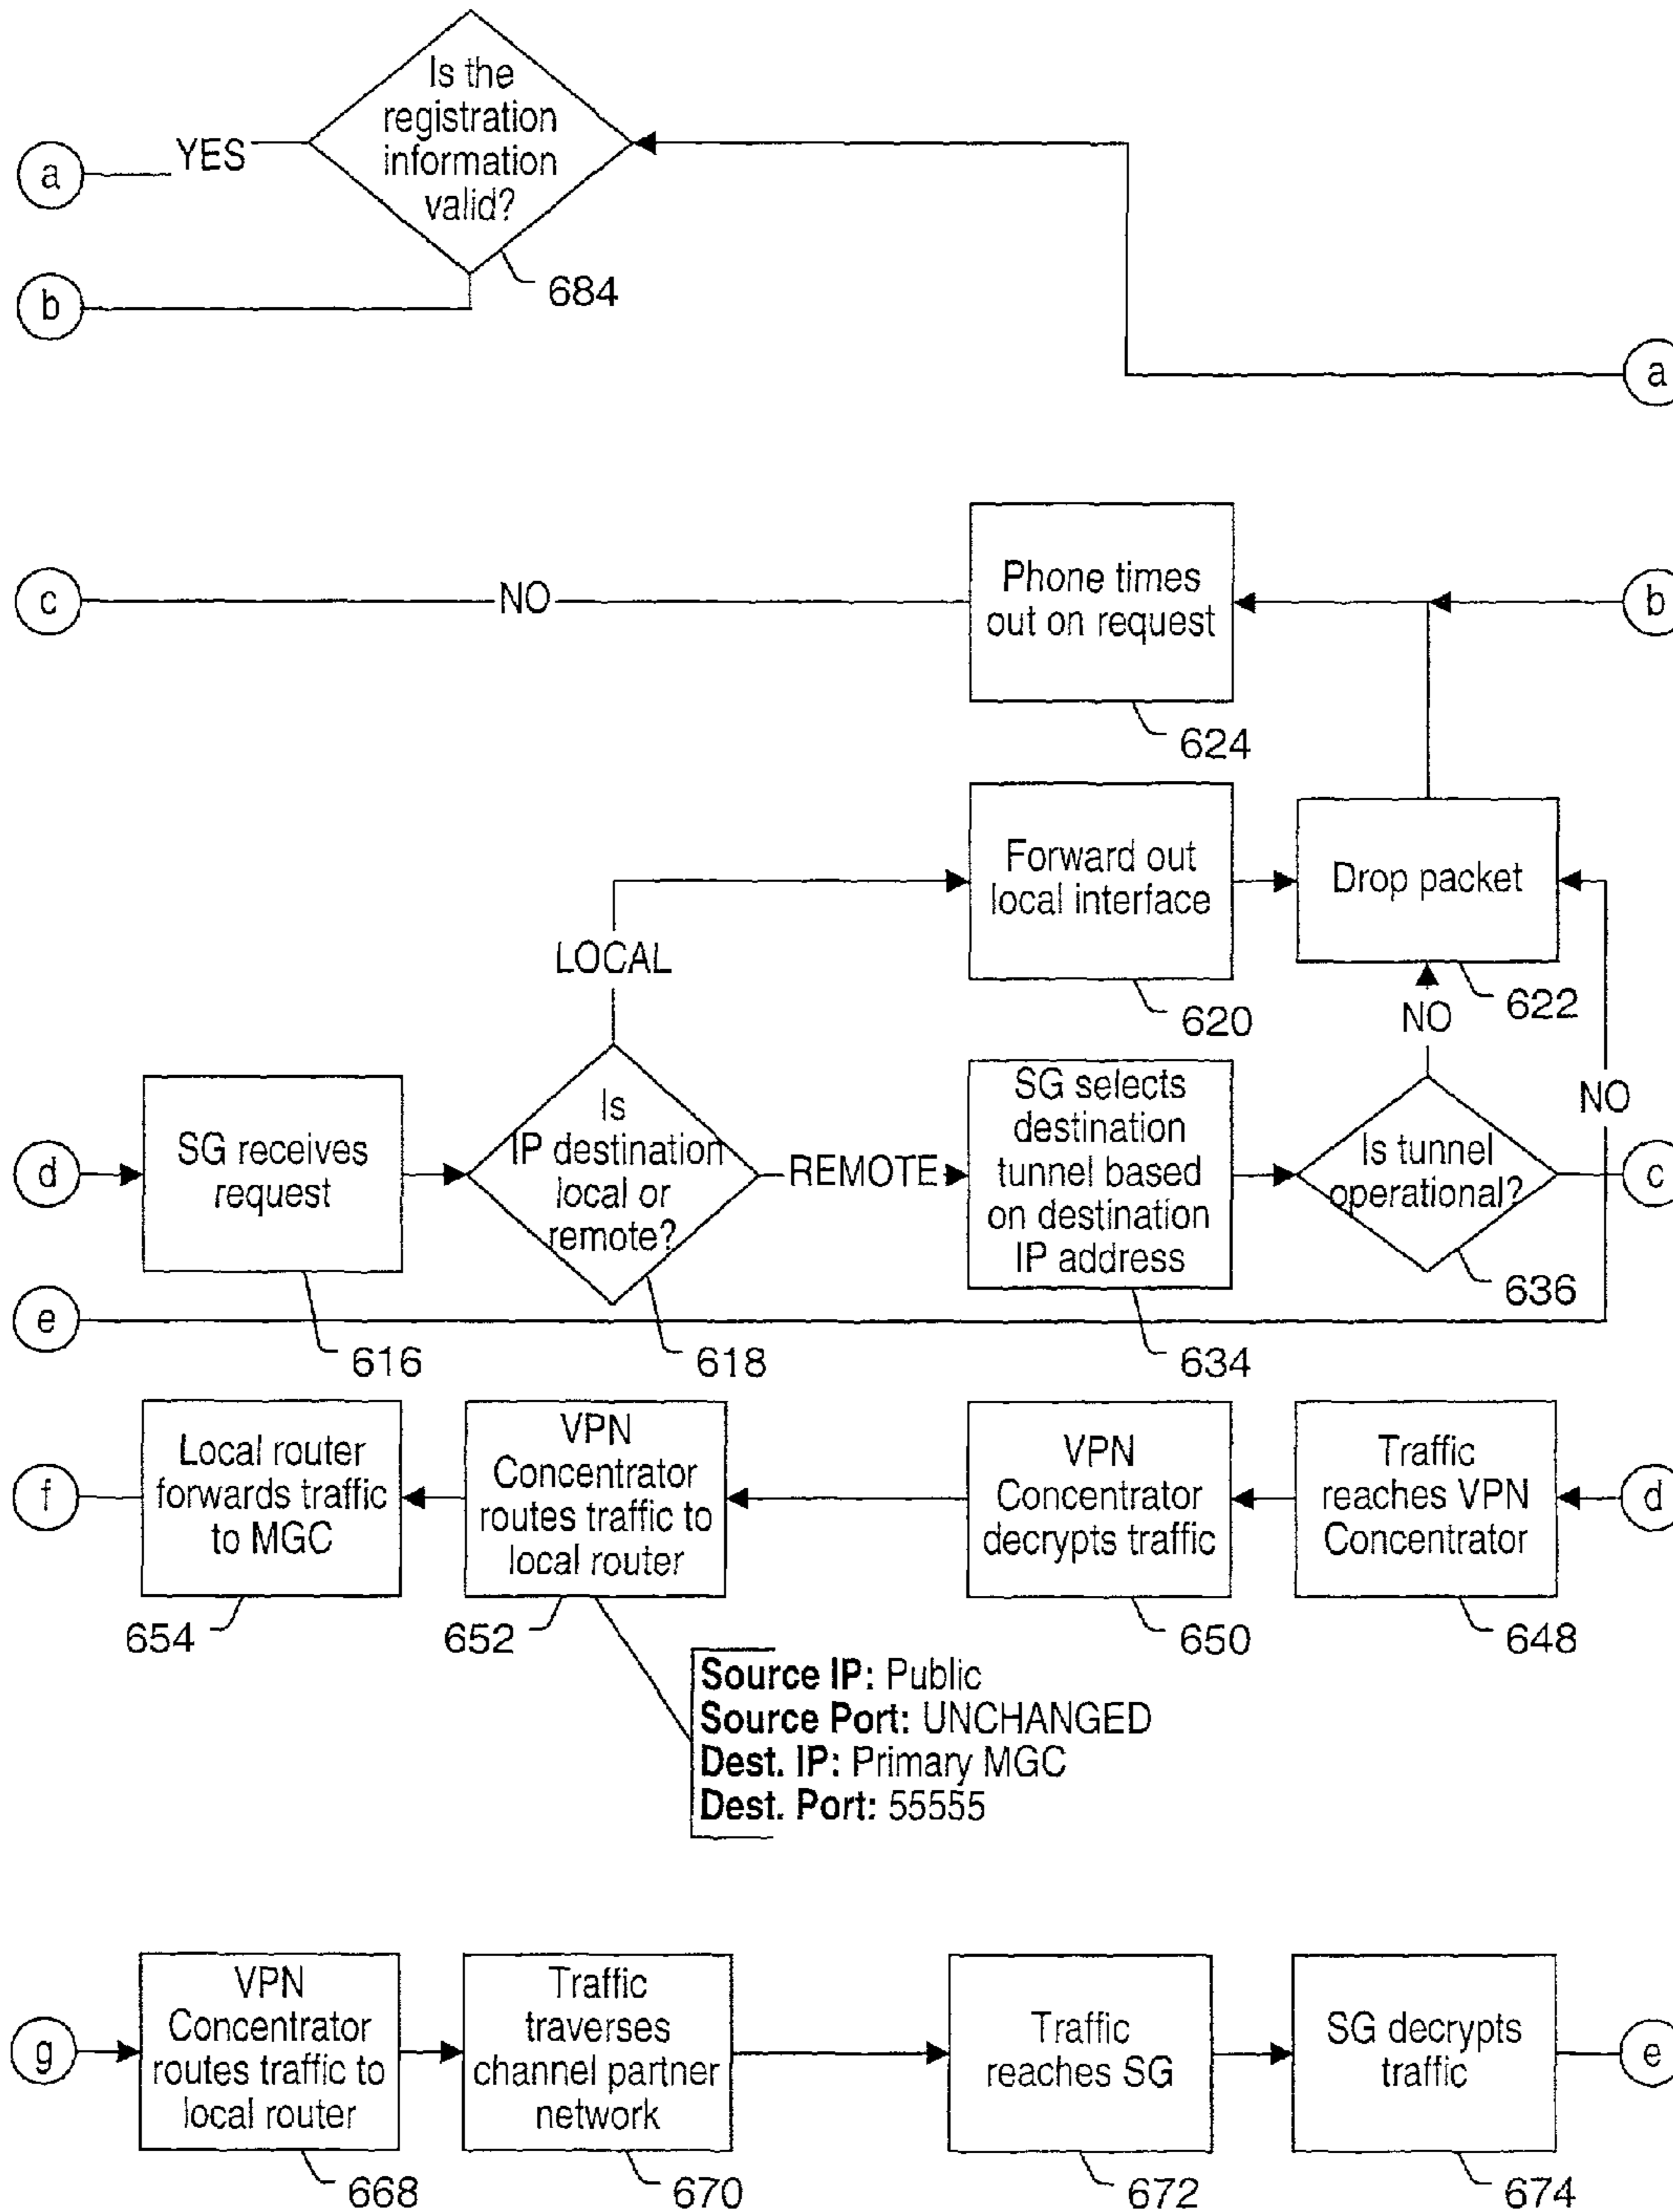 Is the
registration
information
valid?
YES
a
b
684
a
Phone times
out on request
c
NO
b
624
Forward out
local interface
Drop packet
LOCAL
620
622
NO
NO
d
SG receives
request
Is
IP destination
local or
remote?
REMOTE
SG selects
destination
tunnel based
on destination
IP address
Is tunnel
operational?
c
636
e
616
618
634
f
Local router
forwards traffic
to MGC
VPN
Concentrator
routes traffic to
local router
VPN
Concentrator
decrypts traffic
Traffic
reaches VPN
Concentrator
d
654
652
650
648
Source IP: Public
Source Port: UNCHANGED
Dest. IP: Primary MGC
Dest. Port: 55555
g
VPN
Concentrator
routes traffic to
local router
Traffic
traverses
channel partner
network
Traffic
reaches SG
SG decrypts
traffic
e
668
670
672
674